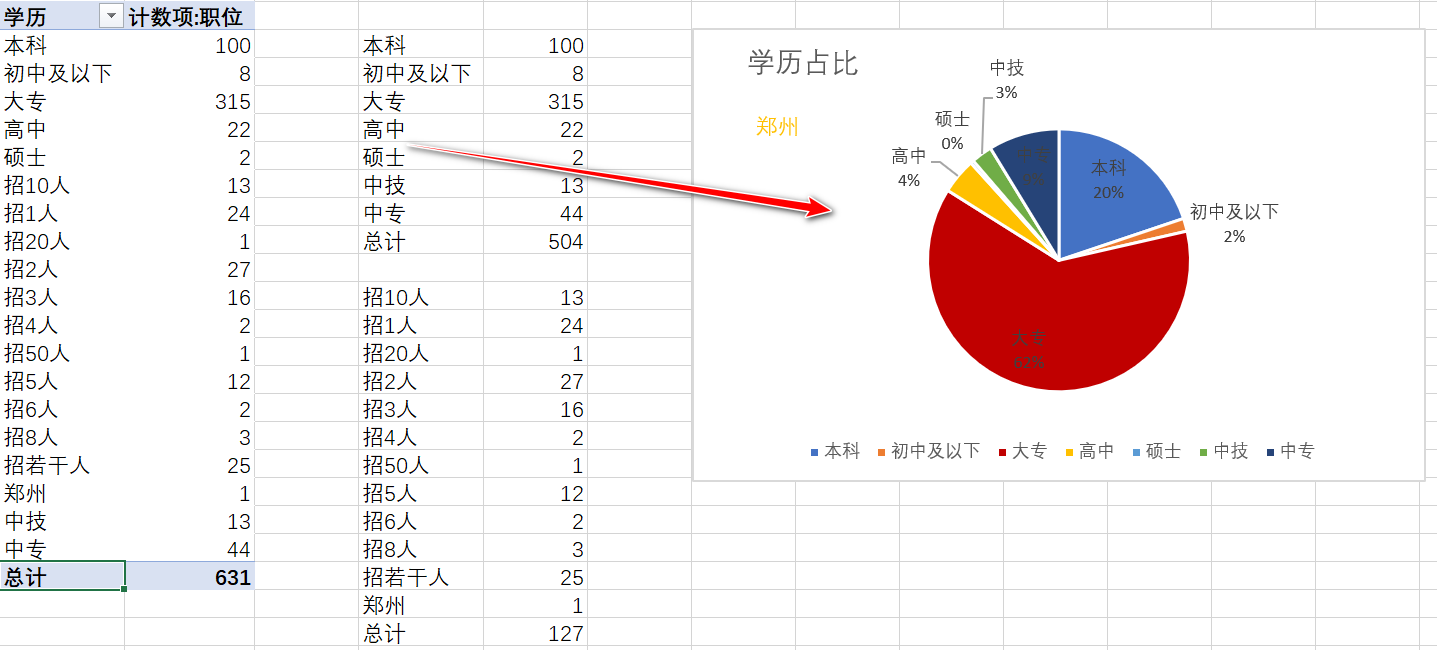 学历 计数项:职位
本科 100
初中及以下 8
大专 315
高中 22
硕士 2
招10人 13
招1人 24
招20人 1
招2人 27
招3人 16
招4人 2
招50人 1
招5人 12
招6人 2
招8人 3
招若干人 25
郑州 1
中技 13
中专 44
总计 631
本科 100
初中及以下 8
大专 315
高中 22
硕士 2
中技 13
中专 44
总计 504
招10人 13
招1人 24
招20人 1
招2人 27
招3人 16
招4人 2
招50人 1
招5人 12
招6人 2
招8人 3
招若干人 25
郑州 1
总计 127
学历占比
郑州
中技
3%
硕士
0%
高中
4%
中专
本科
20%
初中及以下
2%
大专
62%
本科 初中及以下 大专 高中 硕士 中技 中专